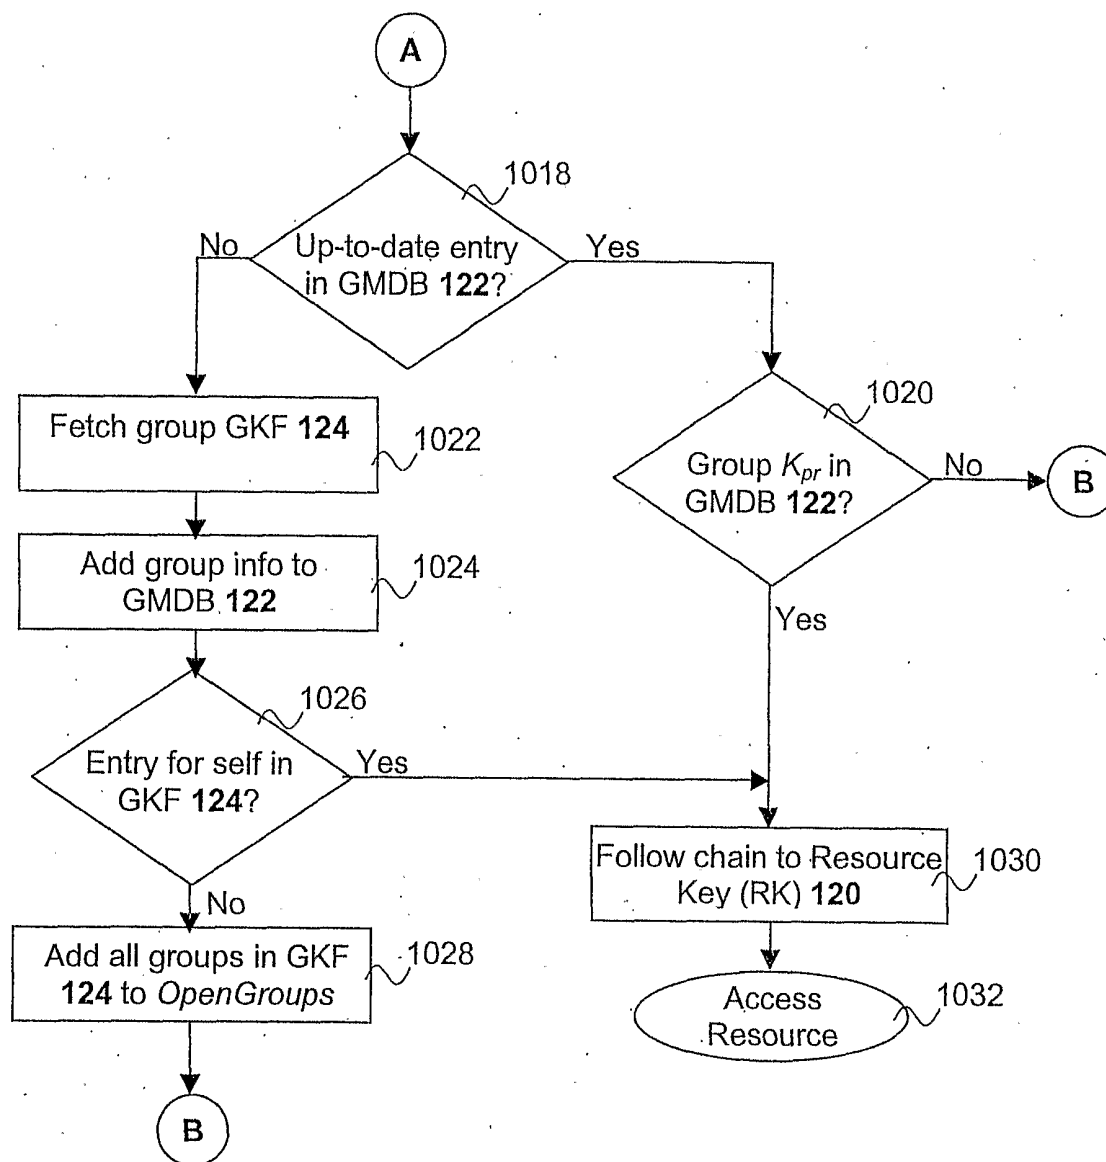 A
1018
No
Yes
Up-to-date entry
in GMDB 122?
1020
Fetch group GKF 124
1022
Group Kpr in
GMDB 122?
No
B
Add group info to
GMDB 122
1024
Yes
1026
Entry for self in
GKF 124?
Yes
Follow chain to Resource
Key (RK) 120
1030
No
Add all groups in GKF
124 to OpenGroups
1028
Access
Resource
1032
B